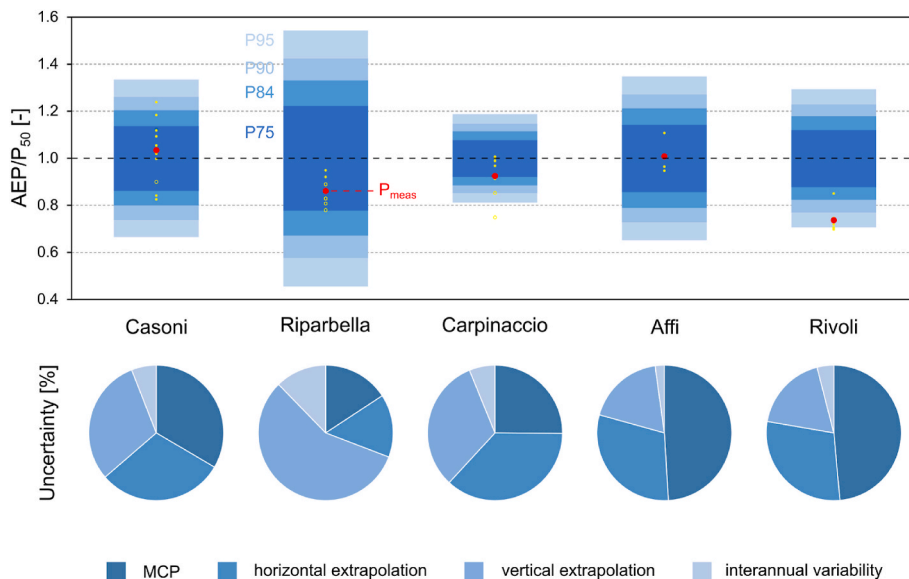 AEP/P50 [-]
1.6
1.4
1.2
1.0
0.8
0.6
0.4
P95
P90
P84
P75
Pmeas
Casoni Riparbella Carpinaccio Affi Rivoli
Uncertainty [%]
MCP horizontal extrapolation vertical extrapolation interannual variability